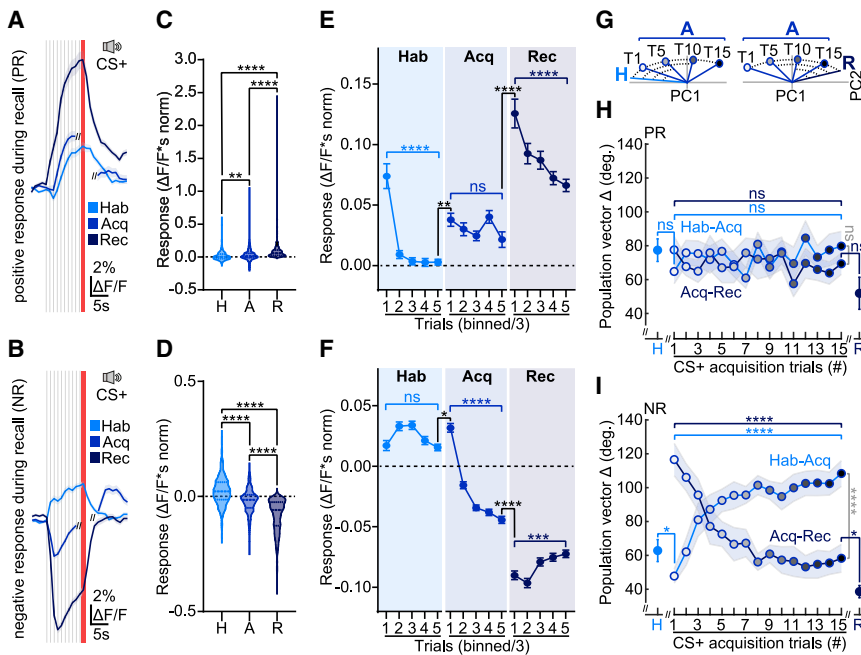 A
positive response during recall (PR)
CS+
//
//
Hab
Acq
Rec
2%
ΔF/F
5s
B
negative response during recall (NR)
CS+
Hab
Acq
Rec
//
//
2%
ΔF/F
5s
C
Response (ΔF/F*s norm)
3.0
2.5
2.0
1.5
1.0
0.5
0.0
-0.5
****
****
**
H A R
D
Response (ΔF/F*s norm)
0.5
0.0
-0.5
****
****
****
H A R
E
Hab Acq Rec
Response (ΔF/F*s norm)
0.15
0.10
0.05
0.00
****
**
ns
****
****
1 2 3 4 5 1 2 3 4 5 1 2 3 4 5
Trials (binned/3)
F
Hab Acq Rec
Response (ΔF/F*s norm)
0.05
0.00
-0.05
-0.10
ns
*
****
****
***
1 2 3 4 5 1 2 3 4 5 1 2 3 4 5
Trials (binned/3)
G
A A
T1 T5 T10 T15 T1 T5 T10 T15
H R
PC1 PC1
PC2
H
PR
Population vector Δ (deg.)
140
120
100
80
60
40
ns
ns
ns
Hab-Acq
Acq-Rec
ns
ns
// // //
H 1 3 5 7 9 11 13 15 R
CS+ acquisition trials (#)
I
NR
Population vector Δ (deg.)
140
120
100
80
60
40
****
****
*
Hab-Acq
Acq-Rec
****
*
// // //
H 1 3 5 7 9 11 13 15 R
CS+ acquisition trials (#)